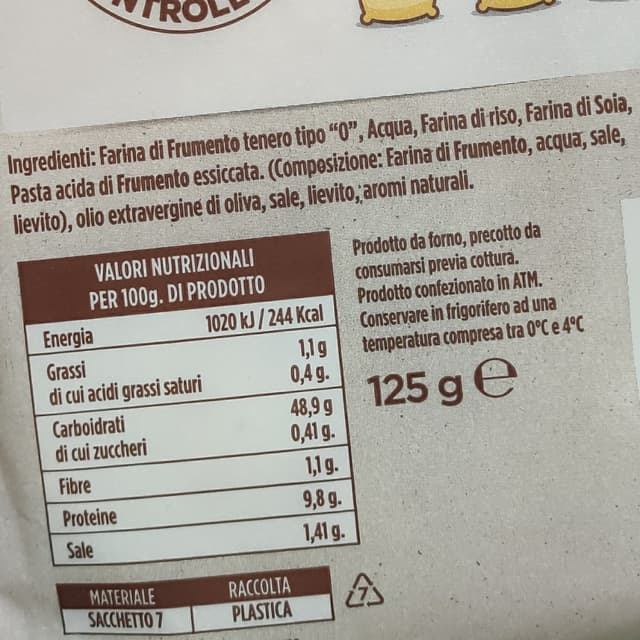 Ingredienti: Farina di Frumento tenero tipo “0”, Acqua, Farina di riso, Farina di Soia,
Pasta acida di Frumento essiccata. (Composizione: Farina di Frumento, acqua, sale,
lievito), olio extravergine di oliva, sale, lievito, aromi naturali.
VALORI NUTRIZIONALI
PER 100g. DI PRODOTTO
Energia 1020 kJ / 244 Kcal
Grassi 1,1 g
di cui acidi grassi saturi 0,4 g.
Carboidrati 48,9 g
di cui zuccheri 0,41 g.
Fibre 1,1 g.
Proteine 9,8 g.
Sale 1,41 g.
Prodotto da forno, precotto da
consumarsi previa cottura.
Prodotto confezionato in ATM.
Conservare in frigorifero ad una
temperatura compresa tra 0°C e 4°C
125 g e
MATERIALE RACCOLTA
SACCHETTO 7 PLASTICA
7